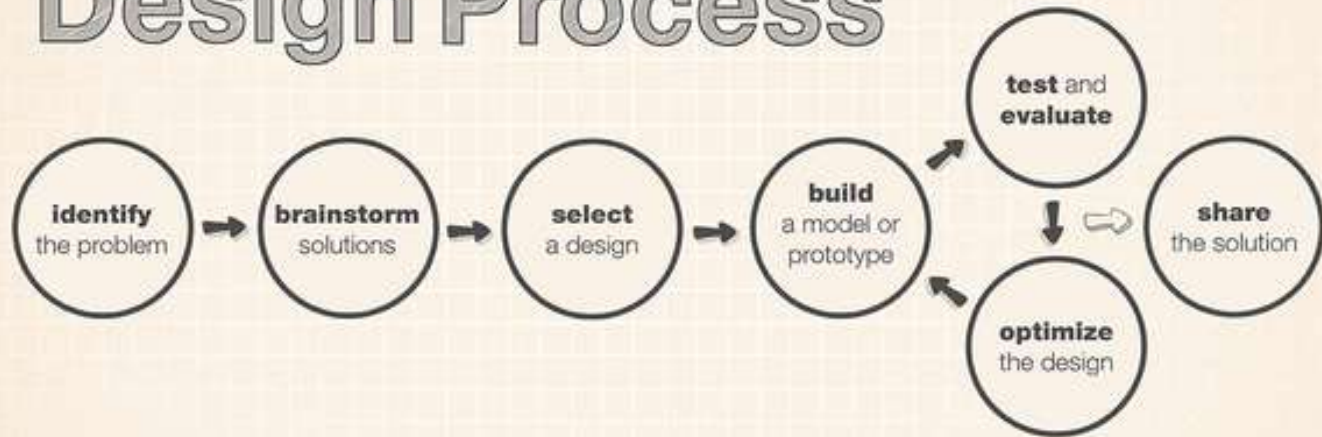 Design Process
identify
the problem
brainstorm
solutions
select
a design
build
a model or
prototype
test and
evaluate
optimize
the design
share
the solution